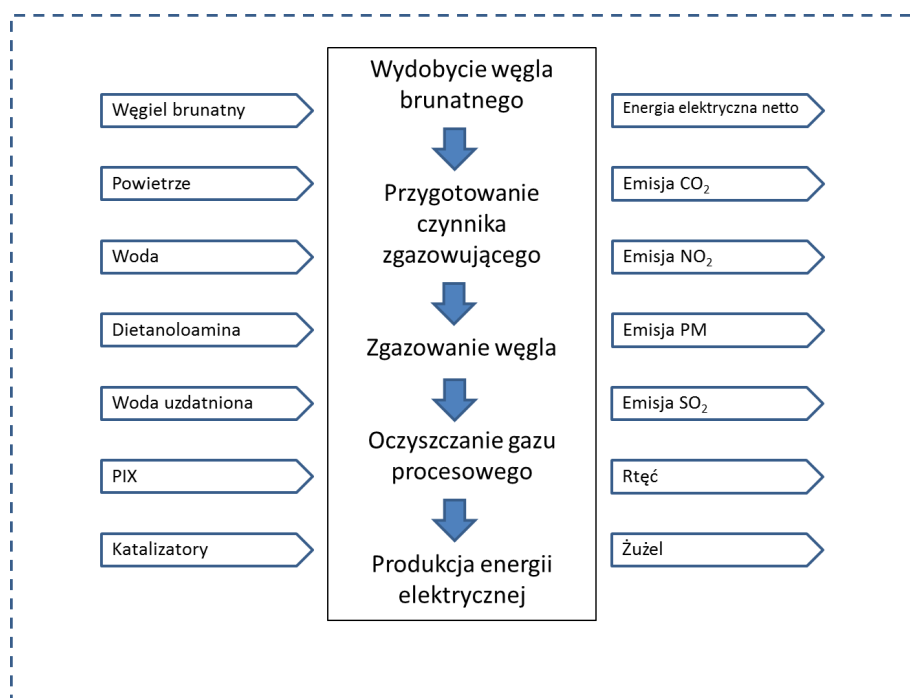 Węgiel brunatny
Powietrze
Woda
Dietanoloamina
Woda uzdatniona
PIX
Katalizatory
Wydobycie węgla
brunatnego
Przygotowanie
czynnika
zgazowującego
Zgazowanie węgla
Oczyszczanie gazu
procesowego
Produkcja energii
elektrycznej
Energia elektryczna netto
Emisja CO₂
Emisja NO₂
Emisja PM
Emisja SO₂
Rtęć
Żużel